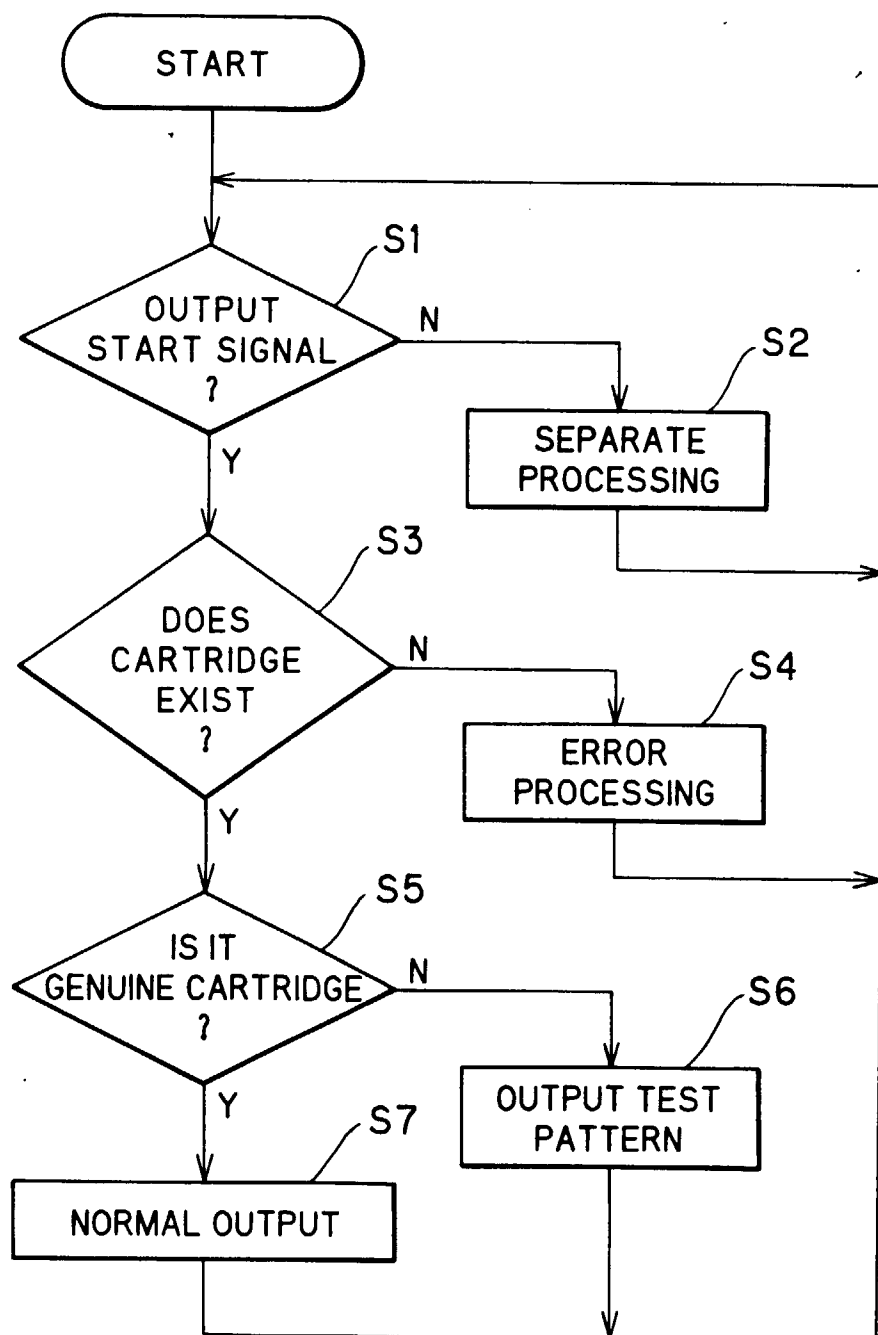 START
S1
OUTPUT
START SIGNAL
?
N
Y
S2
SEPARATE
PROCESSING
S3
DOES
CARTRIDGE
EXIST
?
N
Y
S4
ERROR
PROCESSING
S5
IS IT
GENUINE CARTRIDGE
?
N
Y
S6
OUTPUT TEST
PATTERN
S7
NORMAL OUTPUT